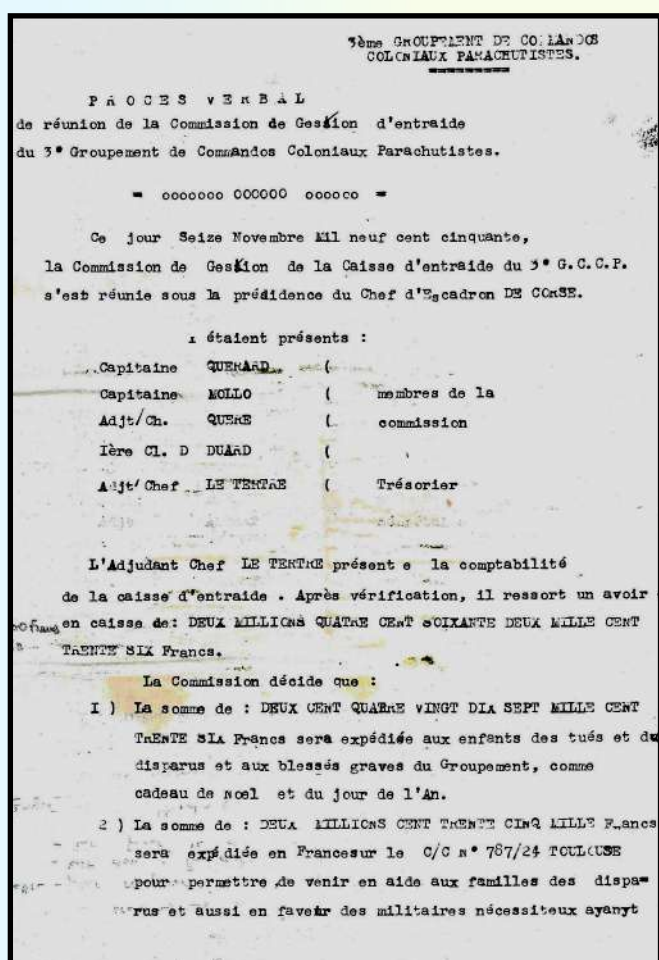 3ème GROUPEMENT DE COMMANDOS
COLONIAUX PARACHUTISTES.
PROCES VERBAL
de réunion de la Commission de Gestion d'entraide
du 3° Groupement de Commandos Coloniaux Parachutistes.
= ooooooo OOOOOO oooooo =
Ce jour Seize Novembre Mil neuf cent cinquante,
la Commission de Gestion de la Caisse d'entraide du 3° G.C.C.P.
s'est réunie sous la prédidence du Chef d'Escadron DE CORSE.
Y étaient présents :
Capitaine QUERARD (
Capitaine MOLLO ( membres de la
Adjt/Ch. QUERE ( commission
Ière Cl. D DUARD (
Adjt/Chef LE TERTRE ( Trésorier
L'Adjudant Chef LE TERTRE présent e la comptabilité
de la caisse d'entraide . Après vérification, il ressort un avoir
en caisse de: DEUX MILLIONS QUATRE CENT SOIXANTE DEUX MILLE CENT
TRENTE SIX Francs.
La Commission décide que :
I ) La somme de : DEUX CENT QUATRE VINGT DIX SEPT MILLE CENT
TRENTE SIX Francs sera expédiée aux enfants des tués et du
disparus et aux blessés graves du Groupement, comme
cadeau de Noel et du jour de l'An.
2 ) La somme de : DEUX MILLIONS CENT TRENTE CINQ MILLE Francs
sera expédiée en Francesur le C/C N° 787/24 TOULOUSE
pour permettre de venir en aide aux familles des dispa=
rus et aussi en faveur des militaires nécessiteux ayanyt